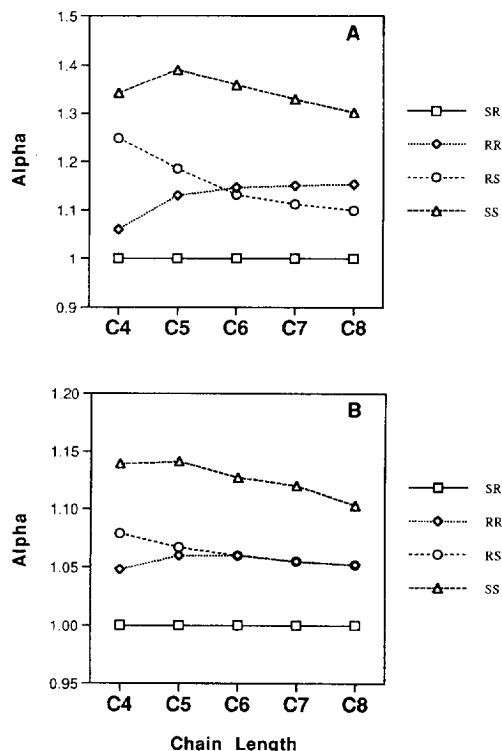 A
1.5
1.4
1.3
1.2
1.1
1
0.9
Alpha
C4 C5 C6 C7 C8
SR
RR
RS
SS
B
1.20
1.15
1.10
1.05
1.00
0.95
Alpha
C4 C5 C6 C7 C8
Chain Length
SR
RR
RS
SS